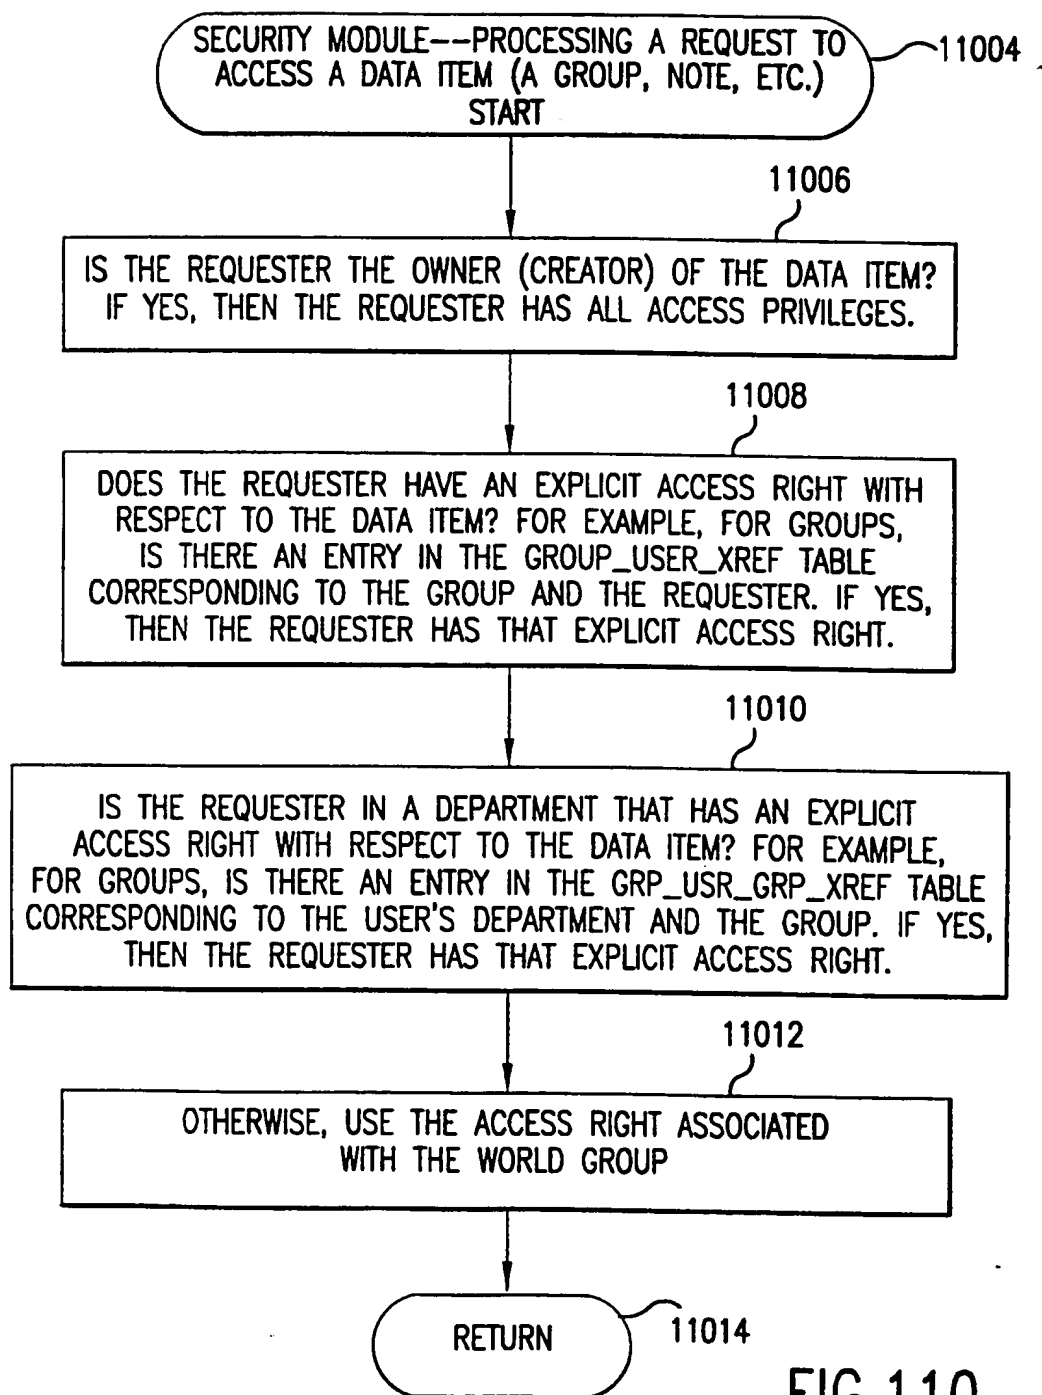 SECURITY MODULE--PROCESSING A REQUEST TO
ACCESS A DATA ITEM (A GROUP, NOTE, ETC.)
START
11004
11006
IS THE REQUESTER THE OWNER (CREATOR) OF THE DATA ITEM?
IF YES, THEN THE REQUESTER HAS ALL ACCESS PRIVILEGES.
11008
DOES THE REQUESTER HAVE AN EXPLICIT ACCESS RIGHT WITH
RESPECT TO THE DATA ITEM? FOR EXAMPLE, FOR GROUPS,
IS THERE AN ENTRY IN THE GROUP_USER_XREF TABLE
CORRESPONDING TO THE GROUP AND THE REQUESTER. IF YES,
THEN THE REQUESTER HAS THAT EXPLICIT ACCESS RIGHT.
11010
IS THE REQUESTER IN A DEPARTMENT THAT HAS AN EXPLICIT
ACCESS RIGHT WITH RESPECT TO THE DATA ITEM? FOR EXAMPLE,
FOR GROUPS, IS THERE AN ENTRY IN THE GRP_USR_GRP_XREF TABLE
CORRESPONDING TO THE USER'S DEPARTMENT AND THE GROUP. IF YES,
THEN THE REQUESTER HAS THAT EXPLICIT ACCESS RIGHT.
11012
OTHERWISE, USE THE ACCESS RIGHT ASSOCIATED
WITH THE WORLD GROUP
RETURN
11014
FIG.110